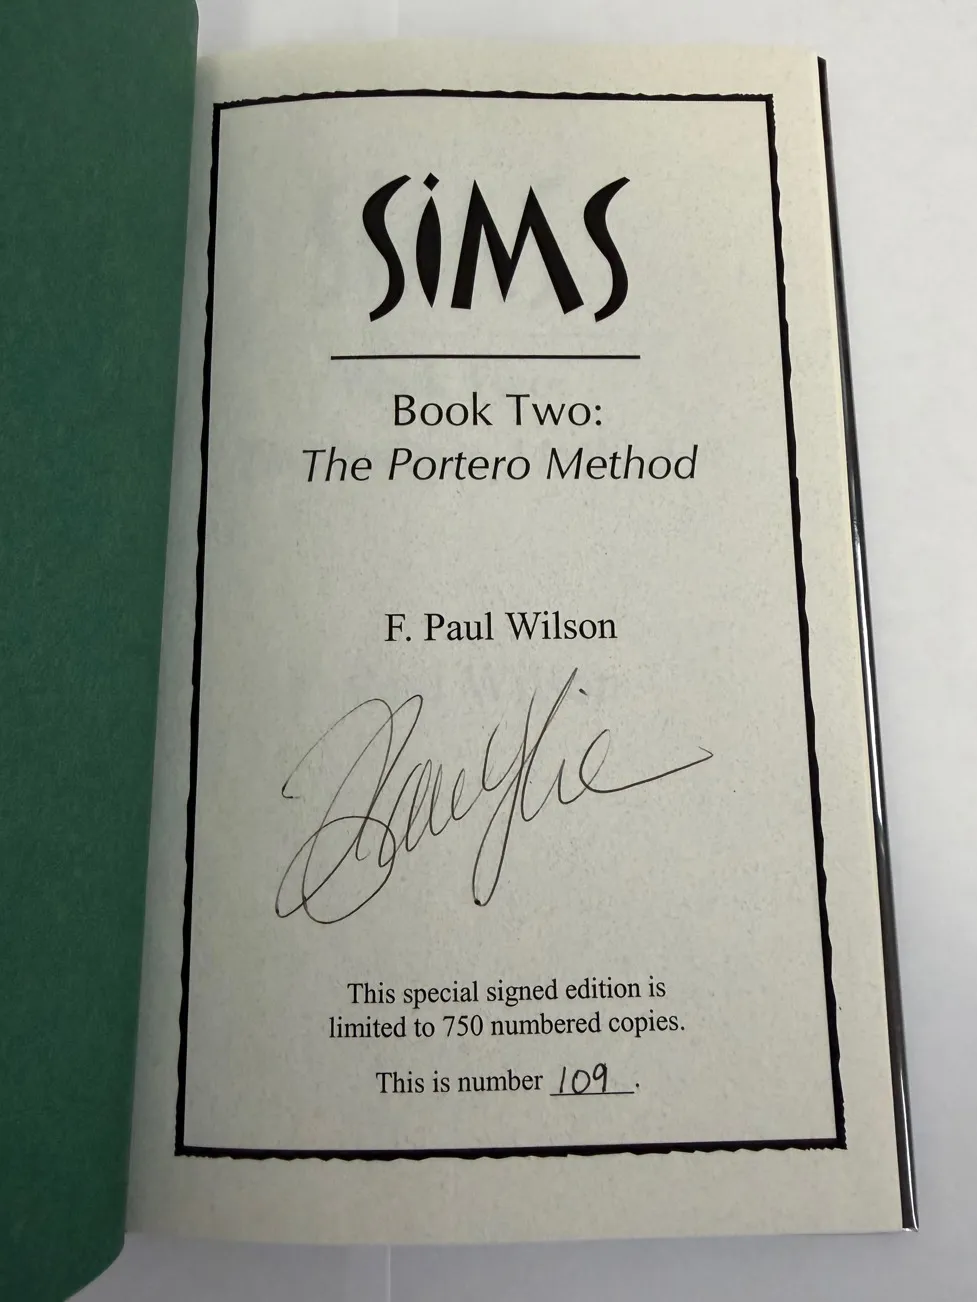 SiMS
Book Two:
The Portero Method
F. Paul Wilson
This special signed edition is
limited to 750 numbered copies.
This is number 109.